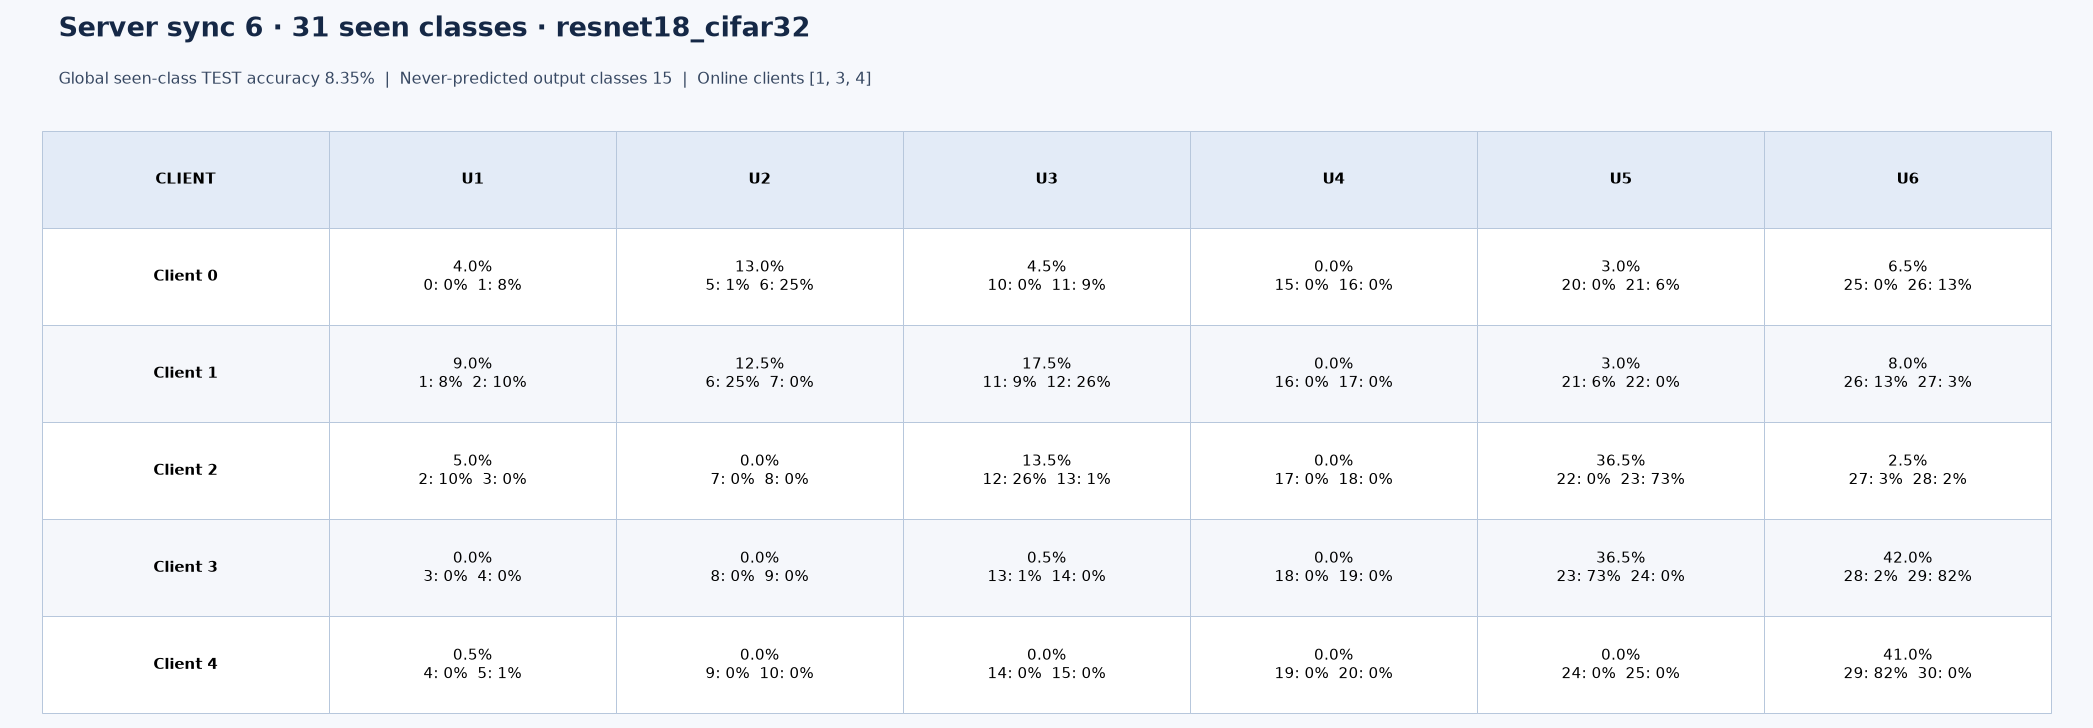 Server sync 6 · 31 seen classes · resnet18_cifar32
Global seen-class TEST accuracy 8.35%  |  Never-predicted output classes 15  |  Online clients [1, 3, 4]
CLIENT U1 U2 U3 U4 U5 U6
4.0% 13.0% 4.5% 0.0% 3.0% 6.5%
Client 0 0: 0%  1: 8% 5: 1%  6: 25% 10: 0%  11: 9% 15: 0%  16: 0% 20: 0%  21: 6% 25: 0%  26: 13%
9.0% 12.5% 17.5% 0.0% 3.0% 8.0%
Client 1 1: 8%  2: 10% 6: 25%  7: 0% 11: 9%  12: 26% 16: 0%  17: 0% 21: 6%  22: 0% 26: 13%  27: 3%
5.0% 0.0% 13.5% 0.0% 36.5% 2.5%
Client 2 2: 10%  3: 0% 7: 0%  8: 0% 12: 26%  13: 1% 17: 0%  18: 0% 22: 0%  23: 73% 27: 3%  28: 2%
0.0% 0.0% 0.5% 0.0% 36.5% 42.0%
Client 3 3: 0%  4: 0% 8: 0%  9: 0% 13: 1%  14: 0% 18: 0%  19: 0% 23: 73%  24: 0% 28: 2%  29: 82%
0.5% 0.0% 0.0% 0.0% 0.0% 41.0%
Client 4 4: 0%  5: 1% 9: 0%  10: 0% 14: 0%  15: 0% 19: 0%  20: 0% 24: 0%  25: 0% 29: 82%  30: 0%